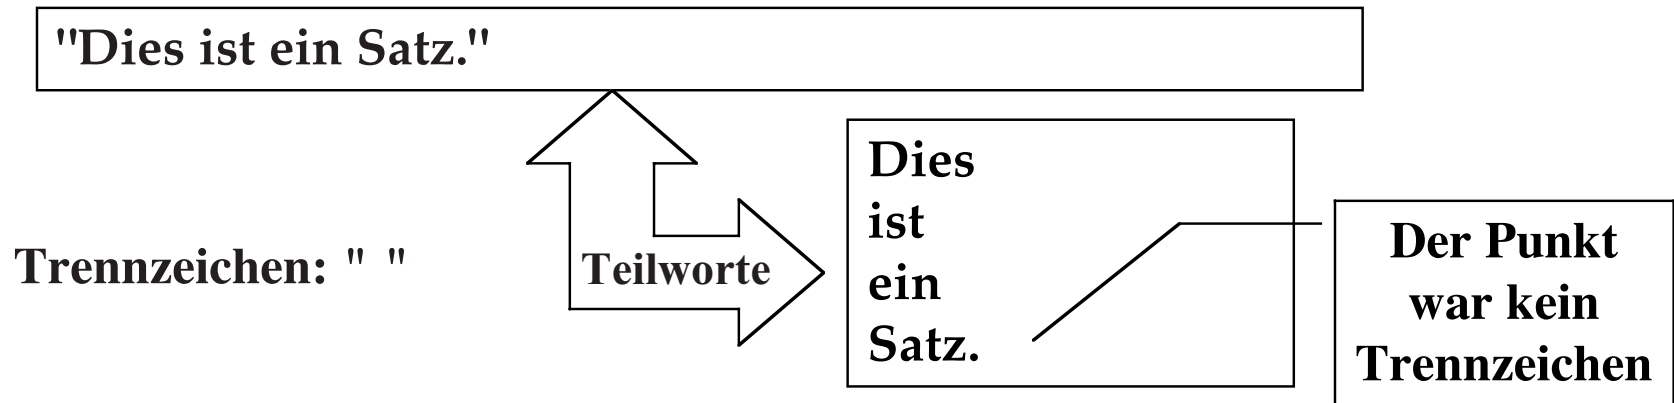 "Dies ist ein Satz."
Trennzeichen: " "
Teilworte
Dies
ist
ein
Satz.
Der Punkt
war kein
Trennzeichen